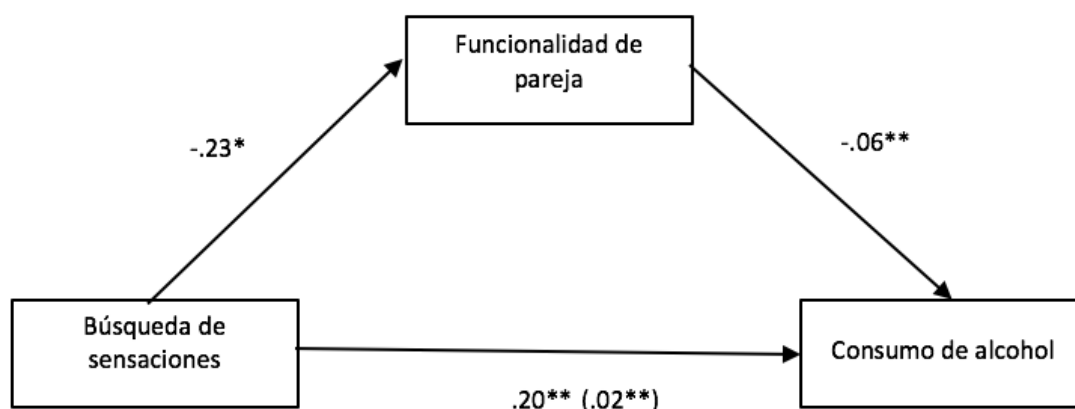 Funcionalidad de
pareja
-.23*
-.06**
Búsqueda de
sensaciones
Consumo de alcohol
.20** (.02**)